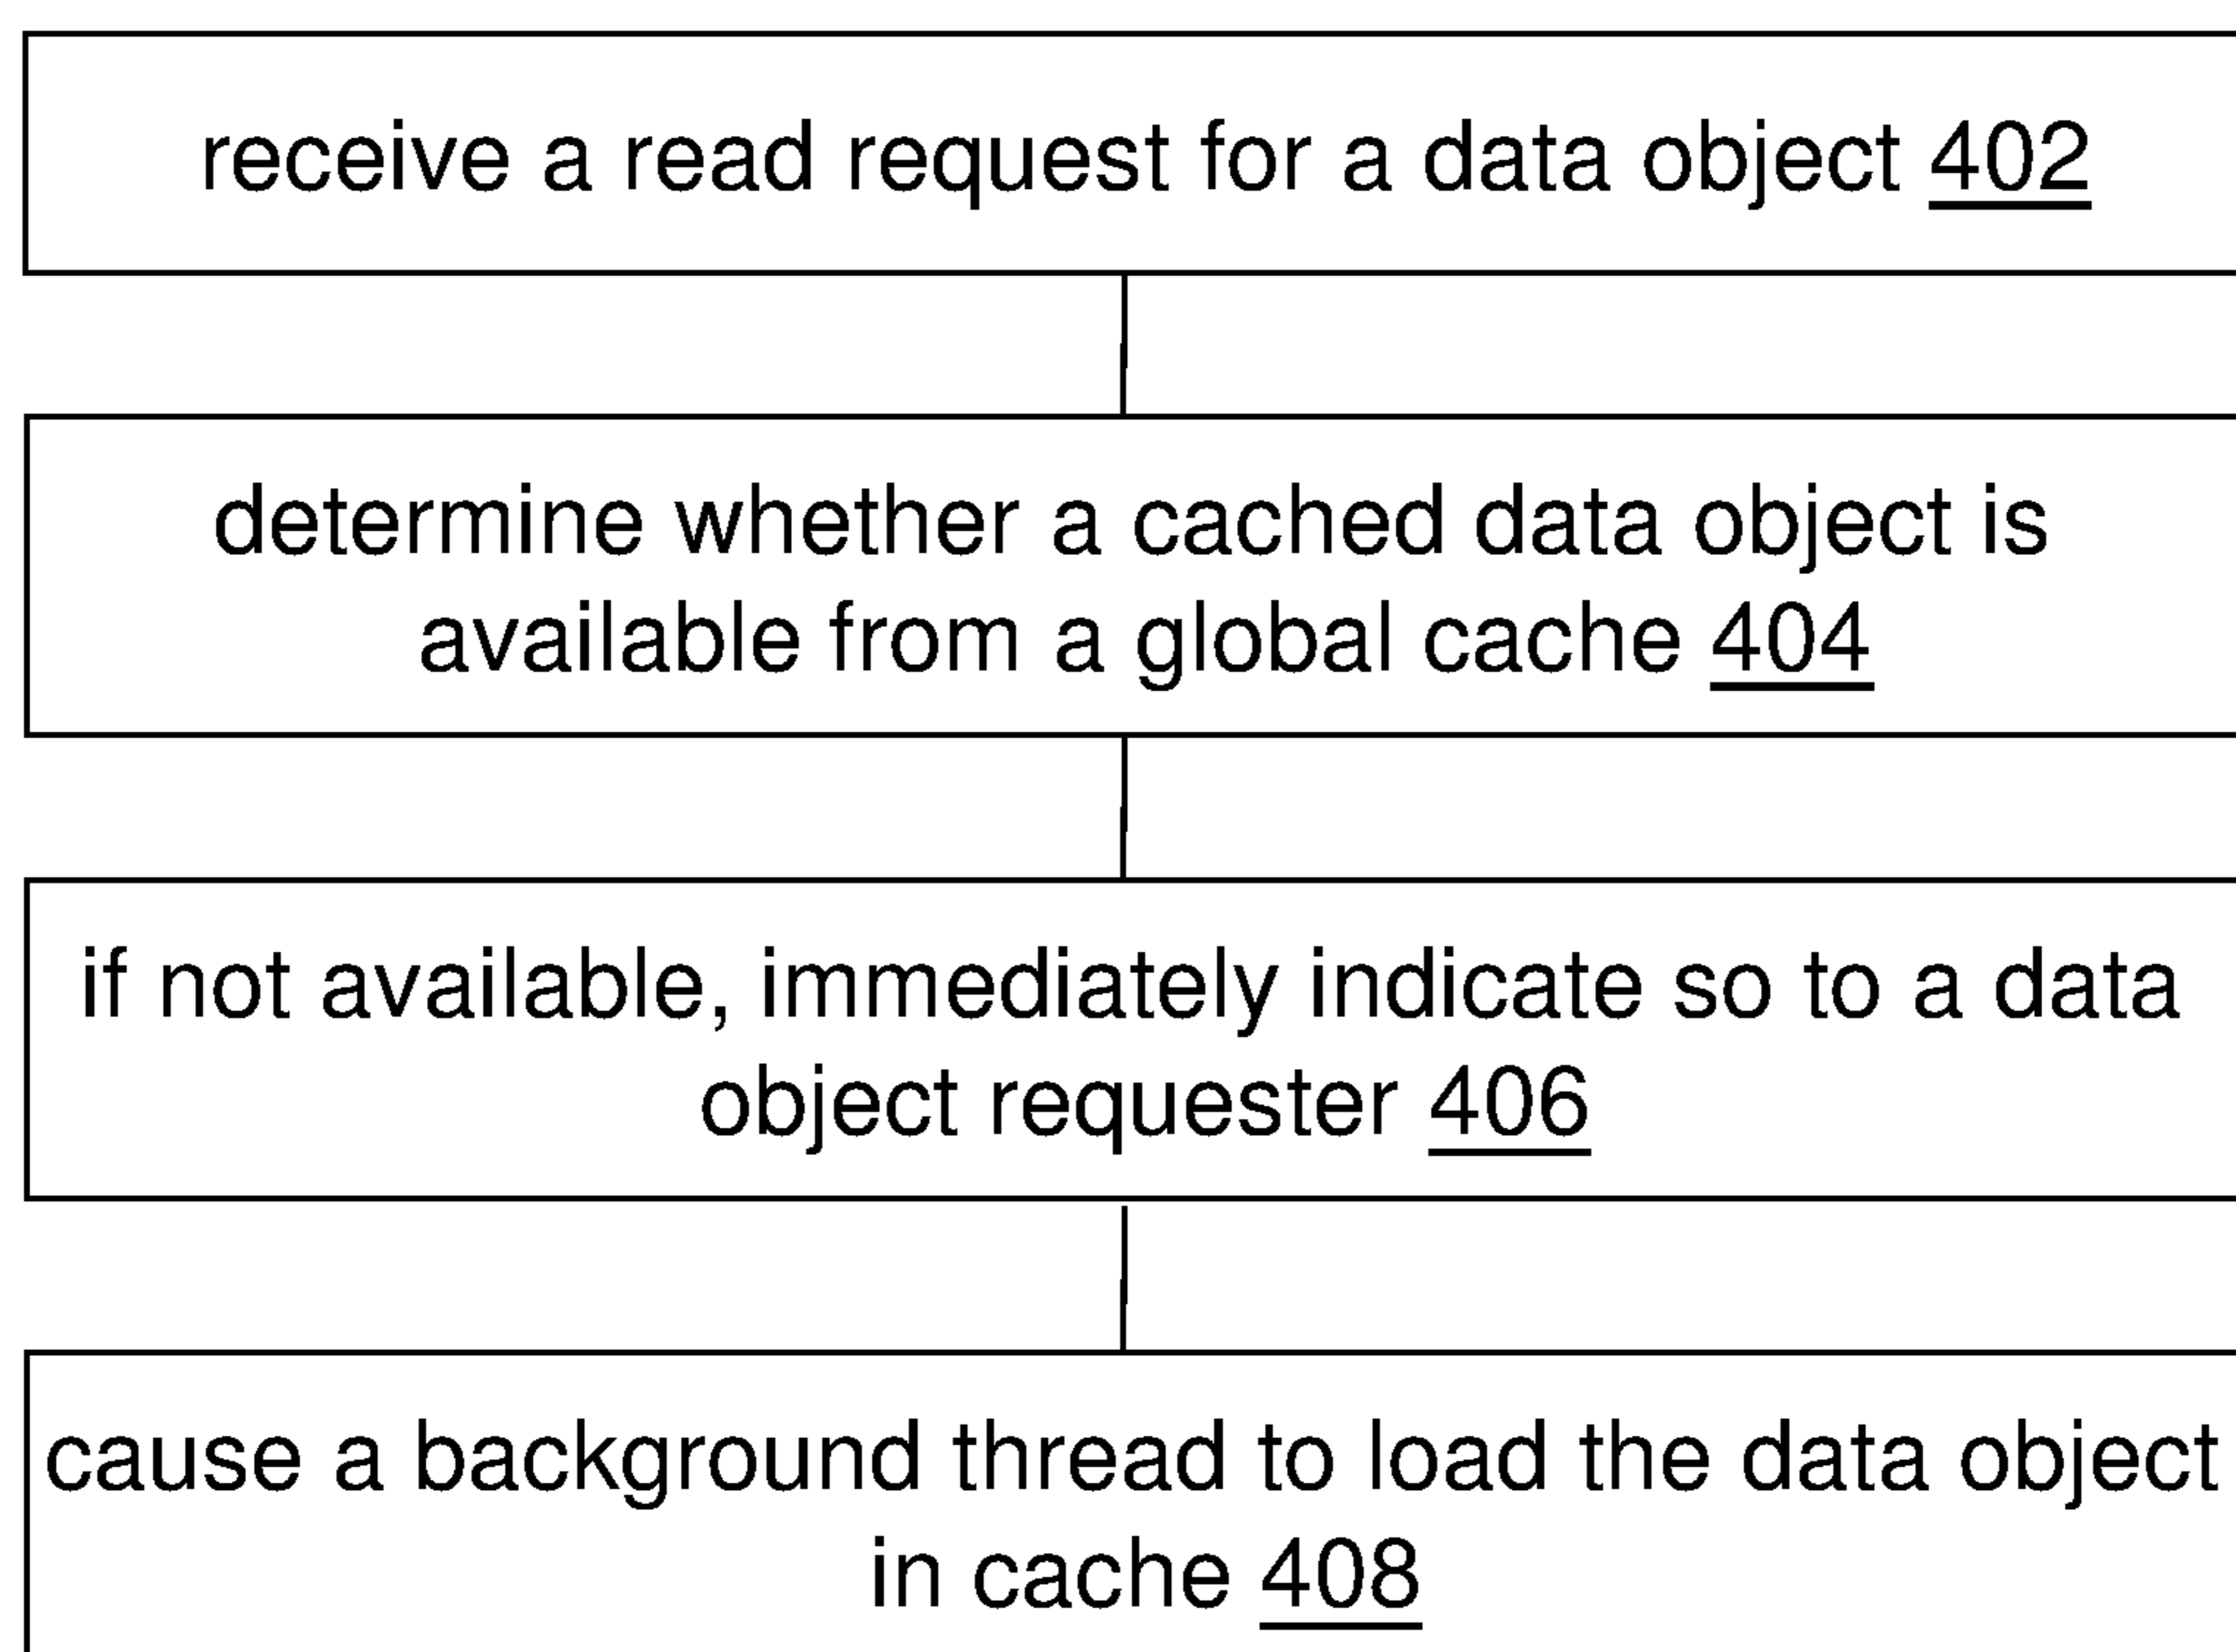 receive a read request for a data object 402
determine whether a cached data object is
available from a global cache 404
if not available, immediately indicate so to a data
object requester 406
cause a background thread to load the data object
in cache 408